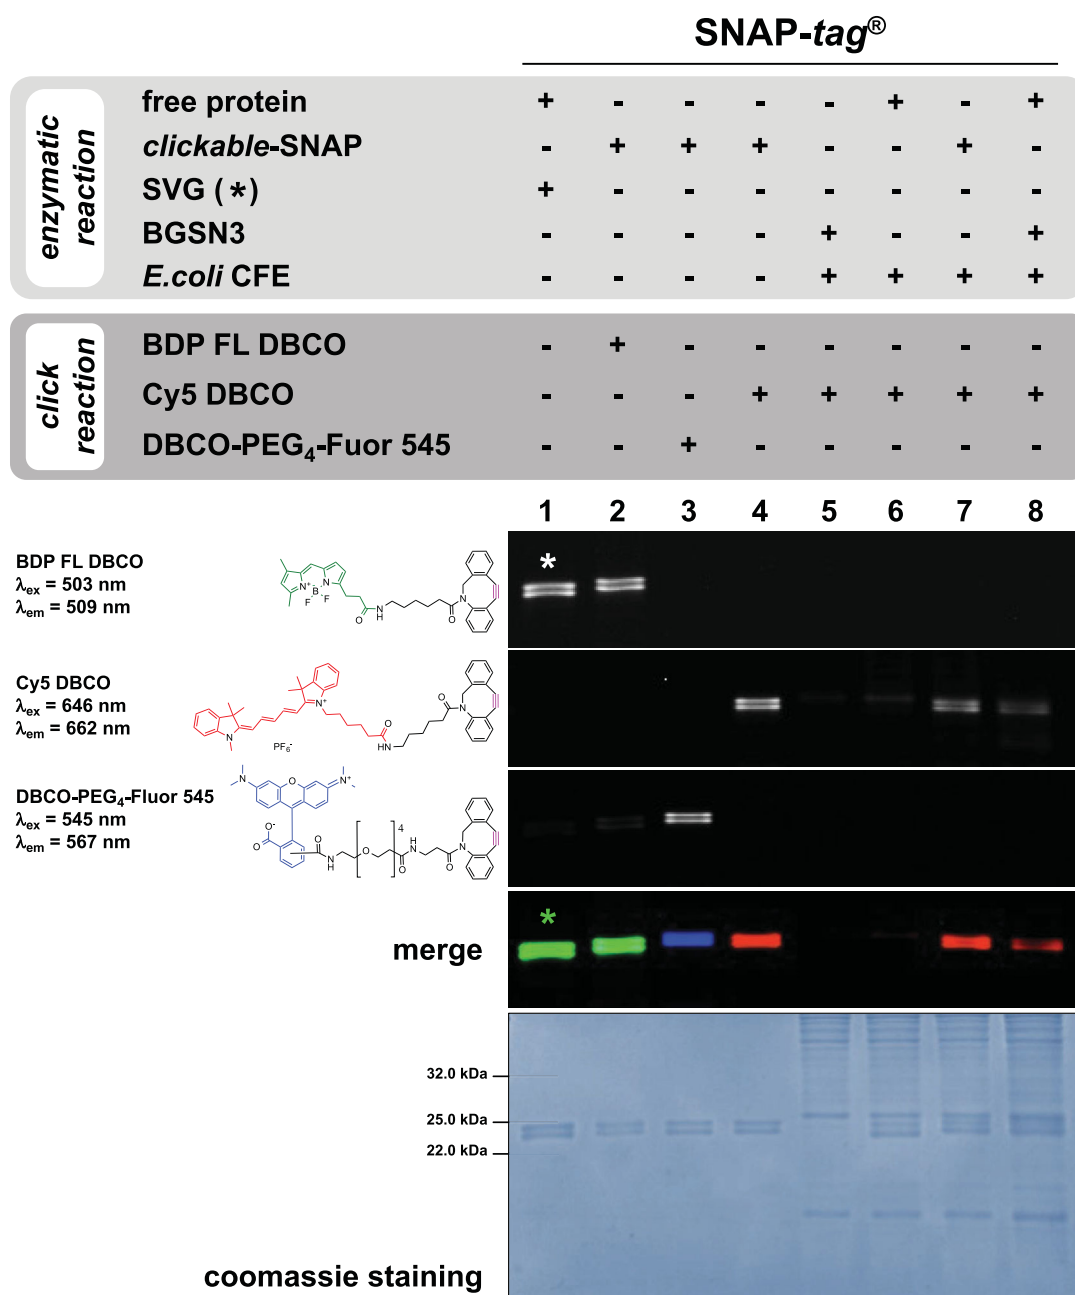 SNAP-tag®
enzymatic reaction
free protein + - - - - + - +
clickable-SNAP - + + + - - + -
SVG (*) + - - - - - - -
BGSN3 - - - - + - - +
E.coli CFE - - - - + + + +
click reaction
BDP FL DBCO - + - - - - - -
Cy5 DBCO - - - + + + + +
DBCO-PEG4-Fuor 545 - - + - - - - -
1 2 3 4 5 6 7 8
BDP FL DBCO
λex = 503 nm
λem = 509 nm
N+ N B- F F O N H O N
*
Cy5 DBCO
λex = 646 nm
λem = 662 nm
N N+ PF6- O NH O N
DBCO-PEG4-Fluor 545
λex = 545 nm
λem = 567 nm
N O N+ O- O O N H O 4 O H N O N
merge
*
32.0 kDa
25.0 kDa
22.0 kDa
coomassie staining